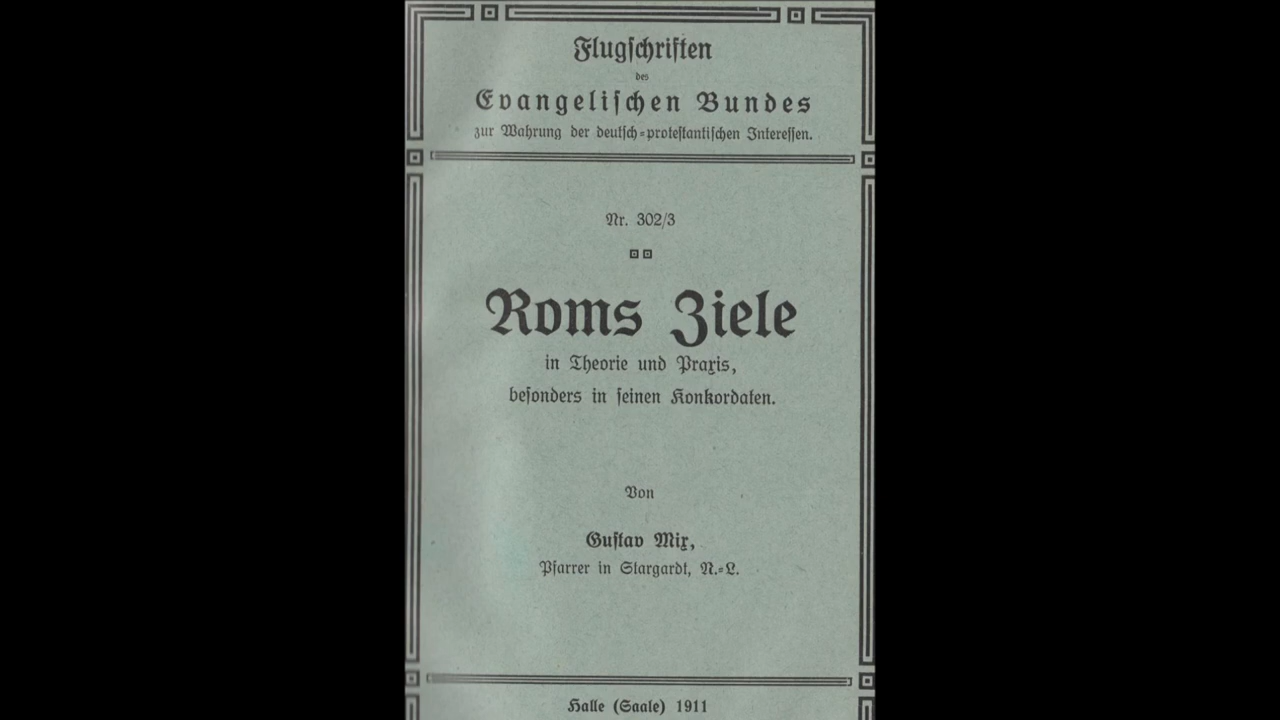 Flugschriften
des
Evangelischen Bundes
zur Wahrung der deutsch-protestantischen Interessen.
Nr. 302/3
Roms Ziele
in Theorie und Praxis,
besonders in seinen Konkordaten.
Von
Gustav Mix,
Pfarrer in Stargardt, N.-L.
Halle (Saale) 1911